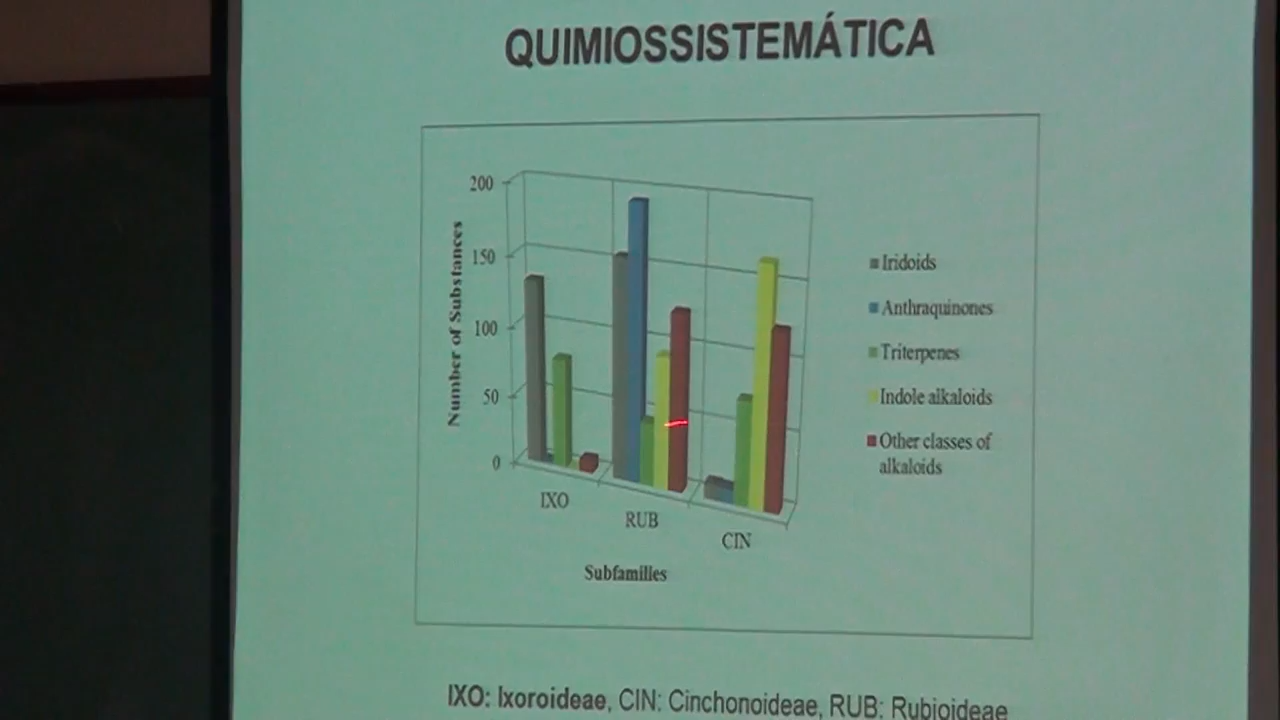 QUIMIOSSISTEMÁTICA
200
150
100
50
0
Number of Substances
IXO
RUB
CIN
Subfamilies
Iridoids
Anthraquinones
Triterpenes
Indole alkaloids
Other classes of
alkaloids
IXO: Ixoroideae, CIN: Cinchonoideae, RUB: Rubioideae